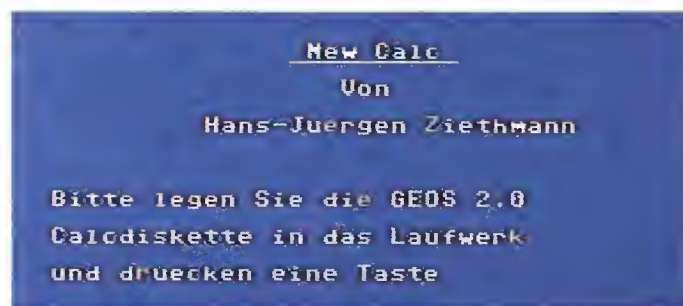 New Calc
Von
Hans-Juergen Ziethmann
Bitte legen Sie die GEOS 2.0
Calcdiskette in das Laufwerk
und druecken eine Taste